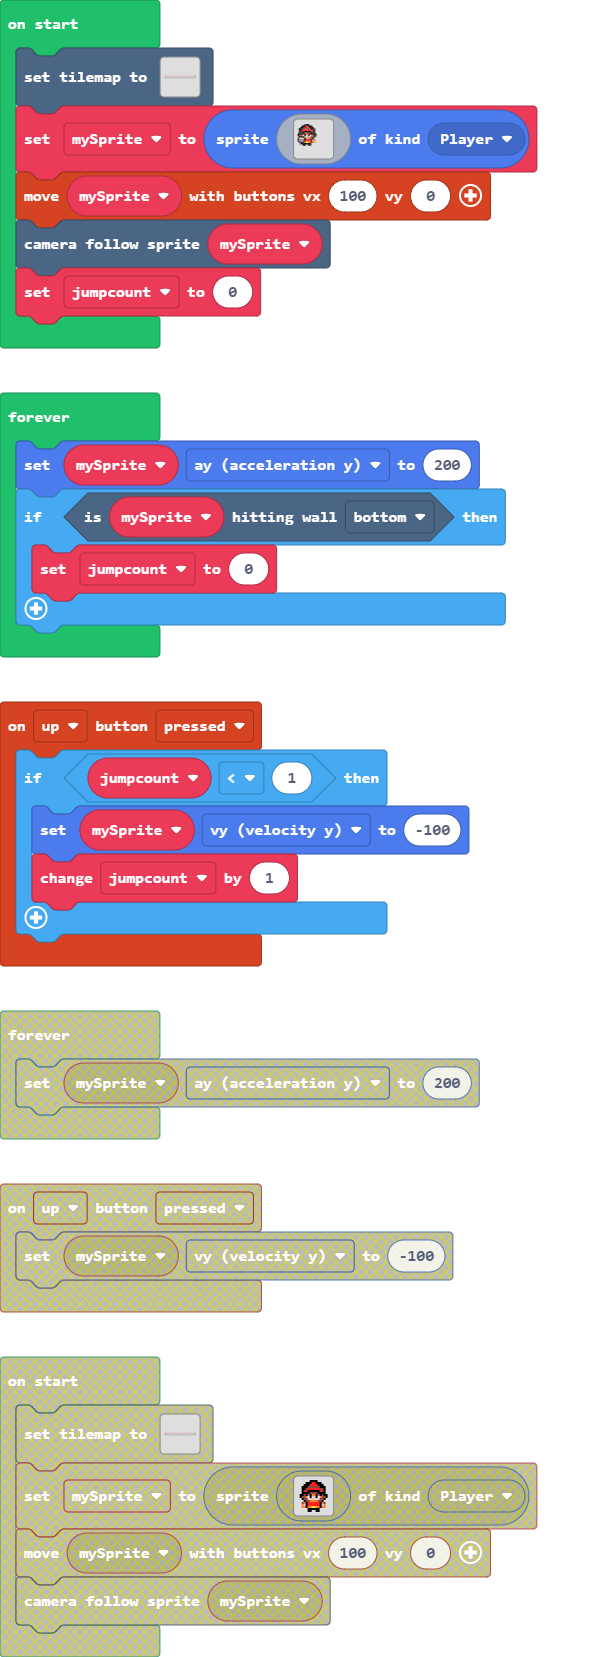 on start
set tilemap to
set mySprite to sprite of kind Player
move mySprite with buttons vx 100 vy 0
camera follow sprite mySprite
set jumpcount to 0
forever
set mySprite ay (acceleration y) to 200
if is mySprite hitting wall bottom then
set jumpcount to 0
on up button pressed
if jumpcount < 1 then
set mySprite vy (velocity y) to -100
change jumpcount by 1
forever
set mySprite ay (acceleration y) to 200
on up button pressed
set mySprite vy (velocity y) to -100
on start
set tilemap to
set mySprite to sprite of kind Player
move mySprite with buttons vx 100 vy 0
camera follow sprite mySprite